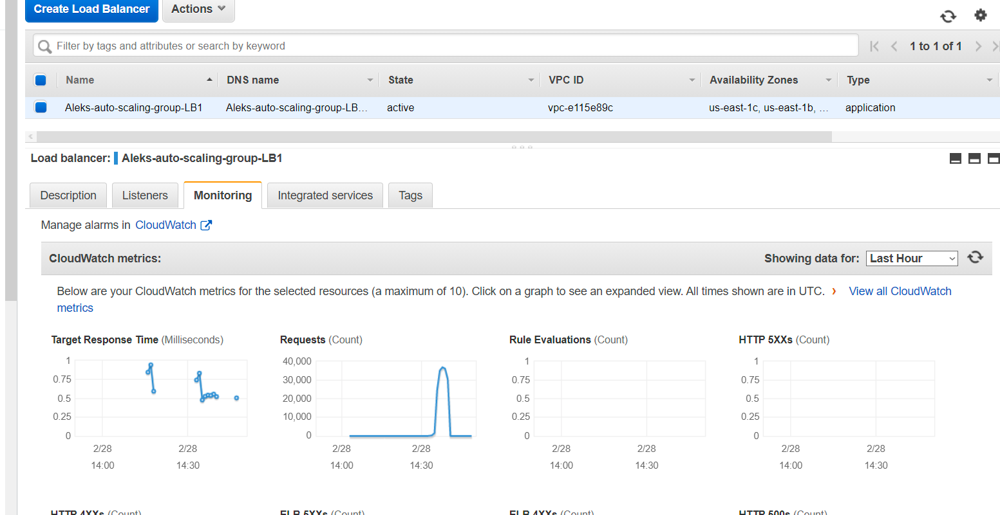 Create Load Balancer Actions
Filter by tags and attributes or search by keyword 1 to 1 of 1
Name DNS name State VPC ID Availability Zones Type
Aleks-auto-scaling-group-LB1 Aleks-auto-scaling-group-LB... active vpc-e115e89c us-east-1c, us-east-1b, ... application
Load balancer: Aleks-auto-scaling-group-LB1
Description Listeners Monitoring Integrated services Tags
Manage alarms in CloudWatch
CloudWatch metrics: Showing data for: Last Hour
Below are your CloudWatch metrics for the selected resources (a maximum of 10). Click on a graph to see an expanded view. All times shown are in UTC. › View all CloudWatch
metrics
Target Response Time (Milliseconds) Requests (Count) Rule Evaluations (Count) HTTP 5XXs (Count)
1 40,000 1 1
0.75 30,000 0.75 0.75
0.5 20,000 0.5 0.5
0.25 10,000 0.25 0.25
0 0 0 0
2/28 2/28 2/28 2/28 2/28 2/28 2/28 2/28
14:00 14:30 14:00 14:30 14:00 14:30 14:00 14:30
HTTP 4XXs (Count) ELB 5XXs (Count) ELB 4XXs (Count) HTTP 500s (Count)